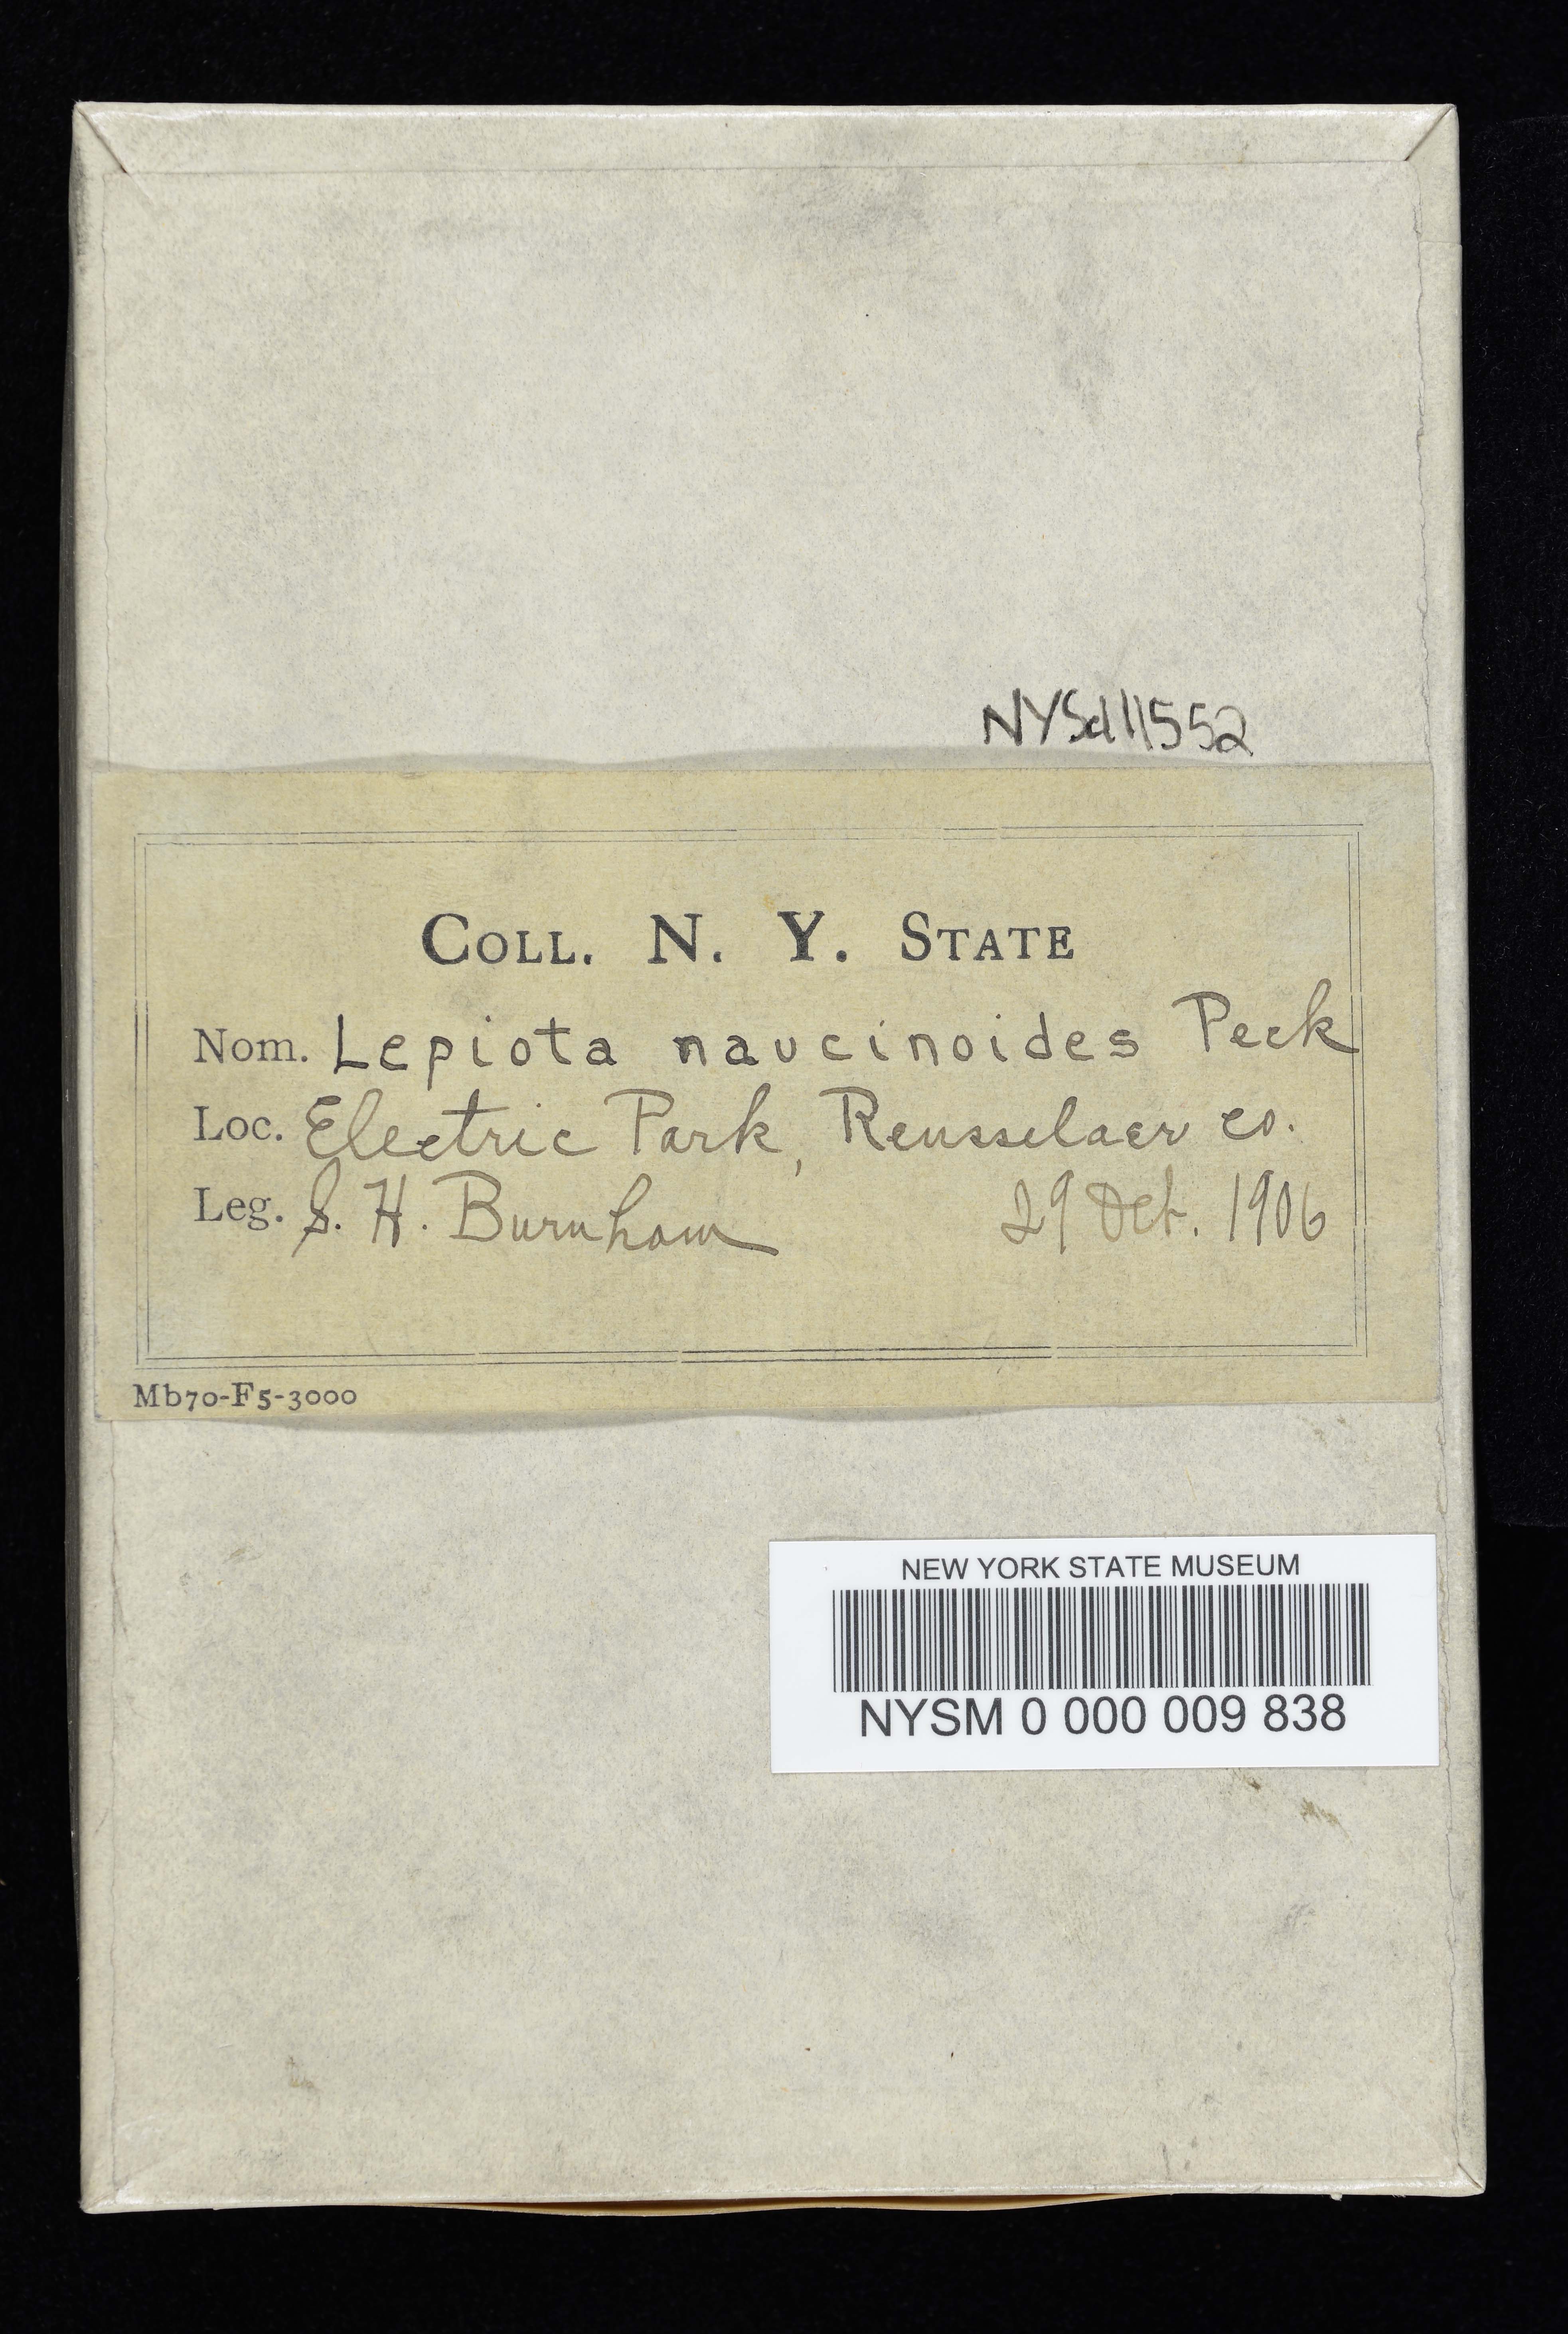 NYSd11552
COLL. N. Y. STATE
Nom. Lepiota naucinoides Peck
Loc. Electric Park, Rensselaer co.
Leg. S. H. Burnham 29 Oct. 1906
Mb70-F5-3000
NEW YORK STATE MUSEUM
NYSM 0 000 009 838